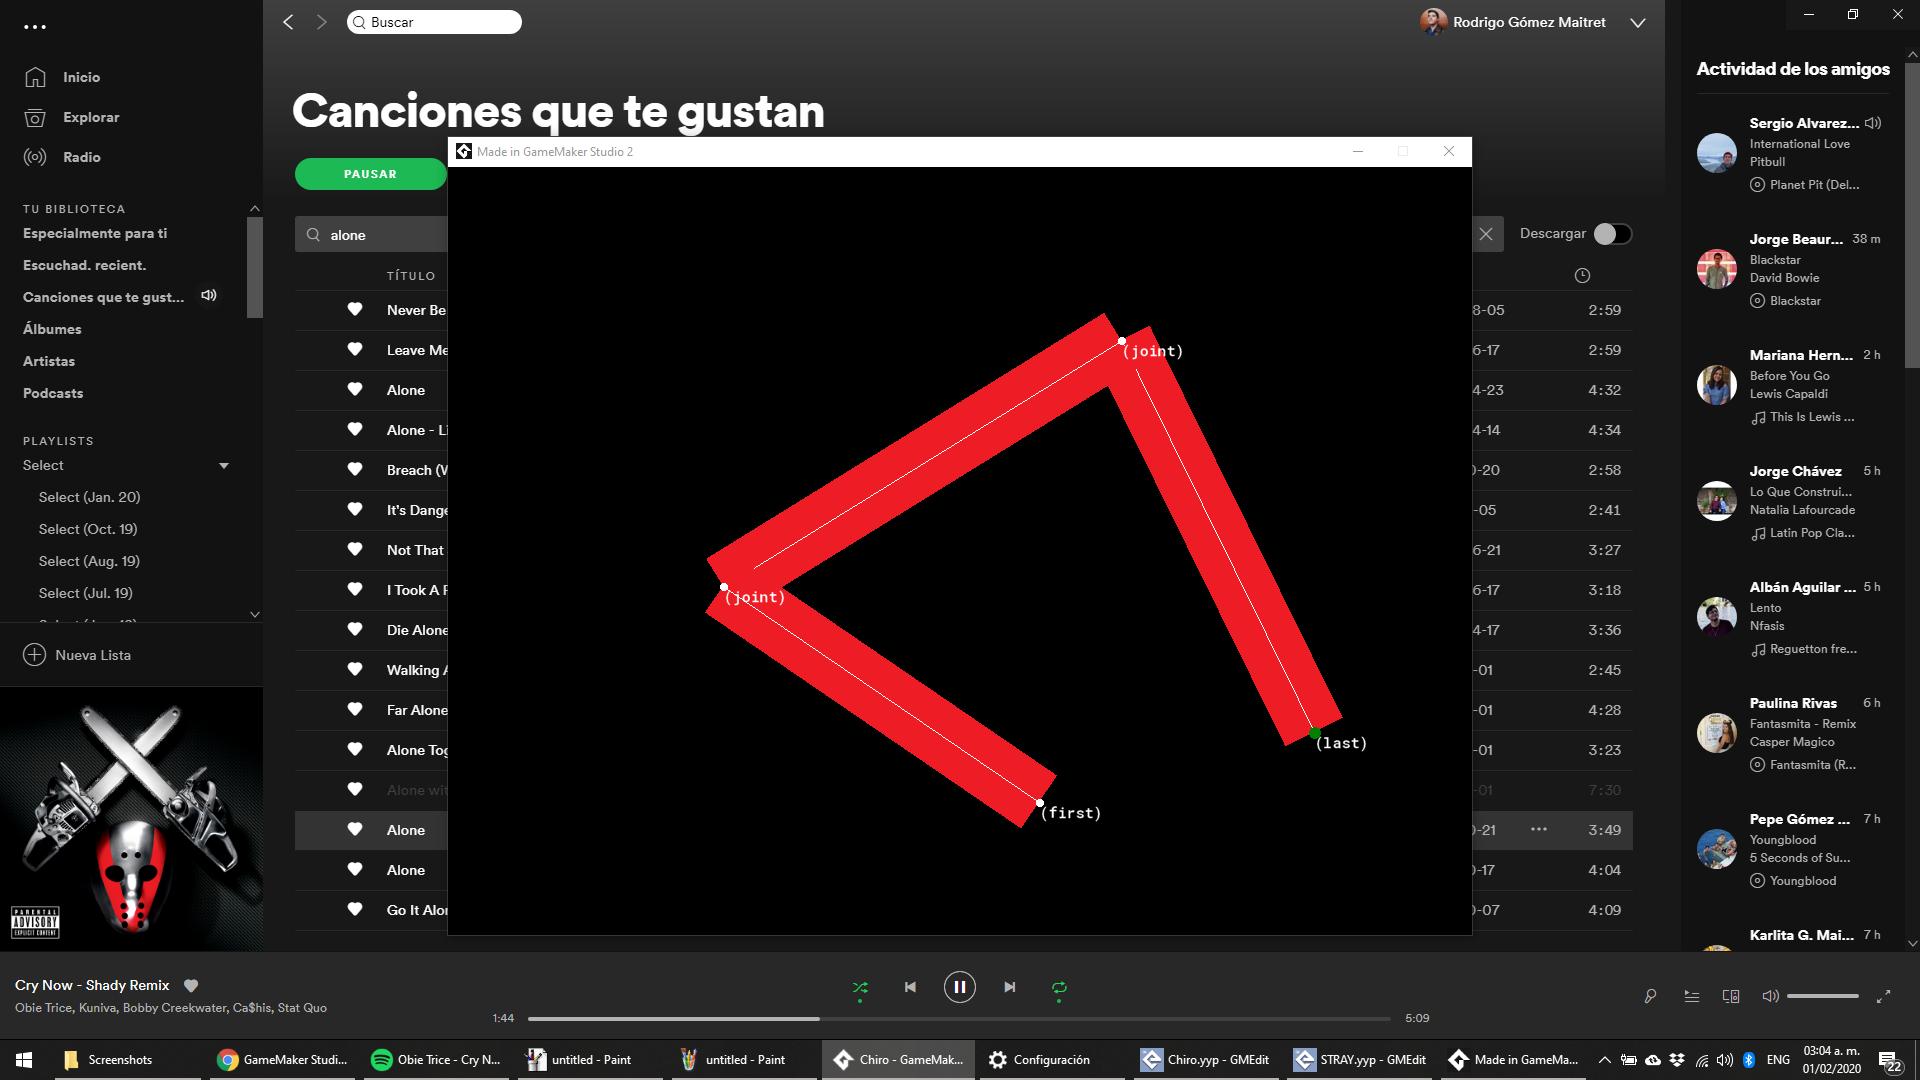 Buscar
Rodrigo Gómez Maitret
Inicio
Explorar
Radio
TU BIBLIOTECA
Especialmente para ti
Escuchad. recient.
Canciones que te gust...
Álbumes
Artistas
Podcasts
PLAYLISTS
Select
Select (Jan. 20)
Select (Oct. 19)
Select (Aug. 19)
Select (Jul. 19)
Nueva Lista
PARENTAL
ADVISORY
EXPLICIT CONTENT
Canciones que te gustan
PAUSAR
alone
Descargar
TÍTULO
Never Be
8-05 2:59
Leave Me
6-17 2:59
Alone
4-23 4:32
Alone - Li
4-14 4:34
Breach (W
0-20 2:58
It's Dange
-05 2:41
Not That
6-21 3:27
I Took A P
6-17 3:18
Die Alone
4-17 3:36
Walking A
-01 2:45
Far Alone
-01 4:28
Alone Tog
-01 3:23
Alone wit
-01 7:30
Alone
0-21 3:49
Alone
0-17 4:04
Go It Alon
0-07 4:09
Made in GameMaker Studio 2
(joint)
(joint)
(last)
(first)
Actividad de los amigos
Sergio Alvarez...
International Love
Pitbull
Planet Pit (Del...
Jorge Beaur... 38 m
Blackstar
David Bowie
Blackstar
Mariana Hern... 2 h
Before You Go
Lewis Capaldi
This Is Lewis ...
Jorge Chávez 5 h
Lo Que Construi...
Natalia Lafourcade
Latin Pop Cla...
Albán Aguilar ... 5 h
Lento
Nfasis
Reguetton fre...
Paulina Rivas 6 h
Fantasmita - Remix
Casper Magico
Fantasmita (R...
Pepe Gómez ... 7 h
Youngblood
5 Seconds of Su...
Youngblood
Karlita G. Mai... 7 h
Cry Now - Shady Remix
Obie Trice, Kuniva, Bobby Creekwater, Ca$his, Stat Quo
1:44
5:09
Screenshots
GameMaker Studi...
Obie Trice - Cry N...
untitled - Paint
untitled - Paint
Chiro - GameMak...
Configuración
Chiro.yyp - GMEdit
STRAY.yyp - GMEdit
Made in GameMa...
ENG
03:04 a. m.
01/02/2020
22